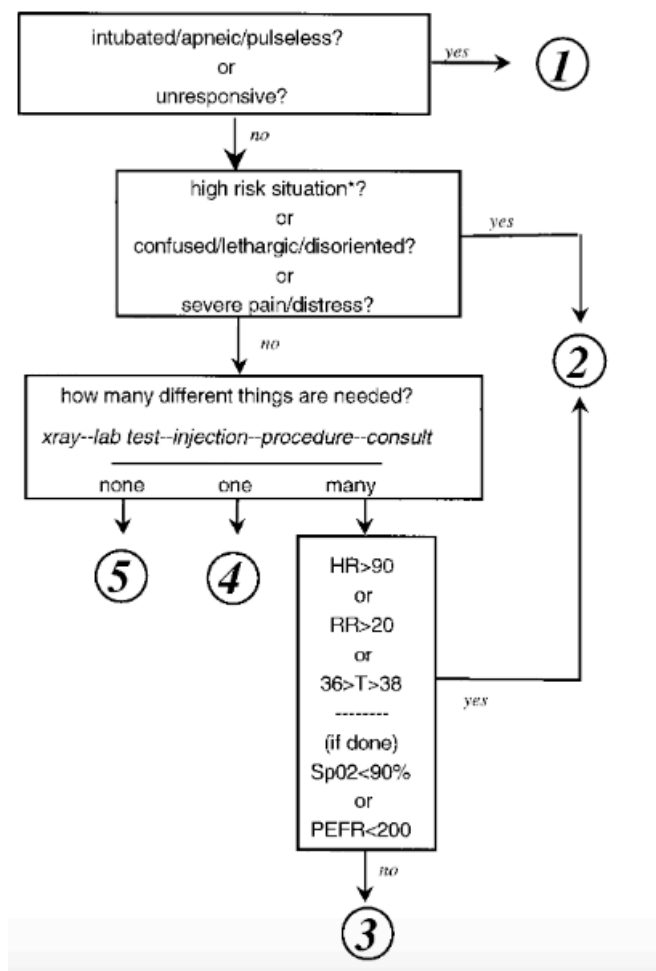 intubated/apneic/pulseless?
or
unresponsive?
yes
1
no
high risk situation*?
or
confused/lethargic/disoriented?
or
severe pain/distress?
yes
2
no
how many different things are needed?
xray--lab test--injection--procedure--consult
none one many
5 4
HR>90
or
RR>20
or
36>T>38
--------
(if done)
Sp02<90%
or
PEFR<200
yes
no
3